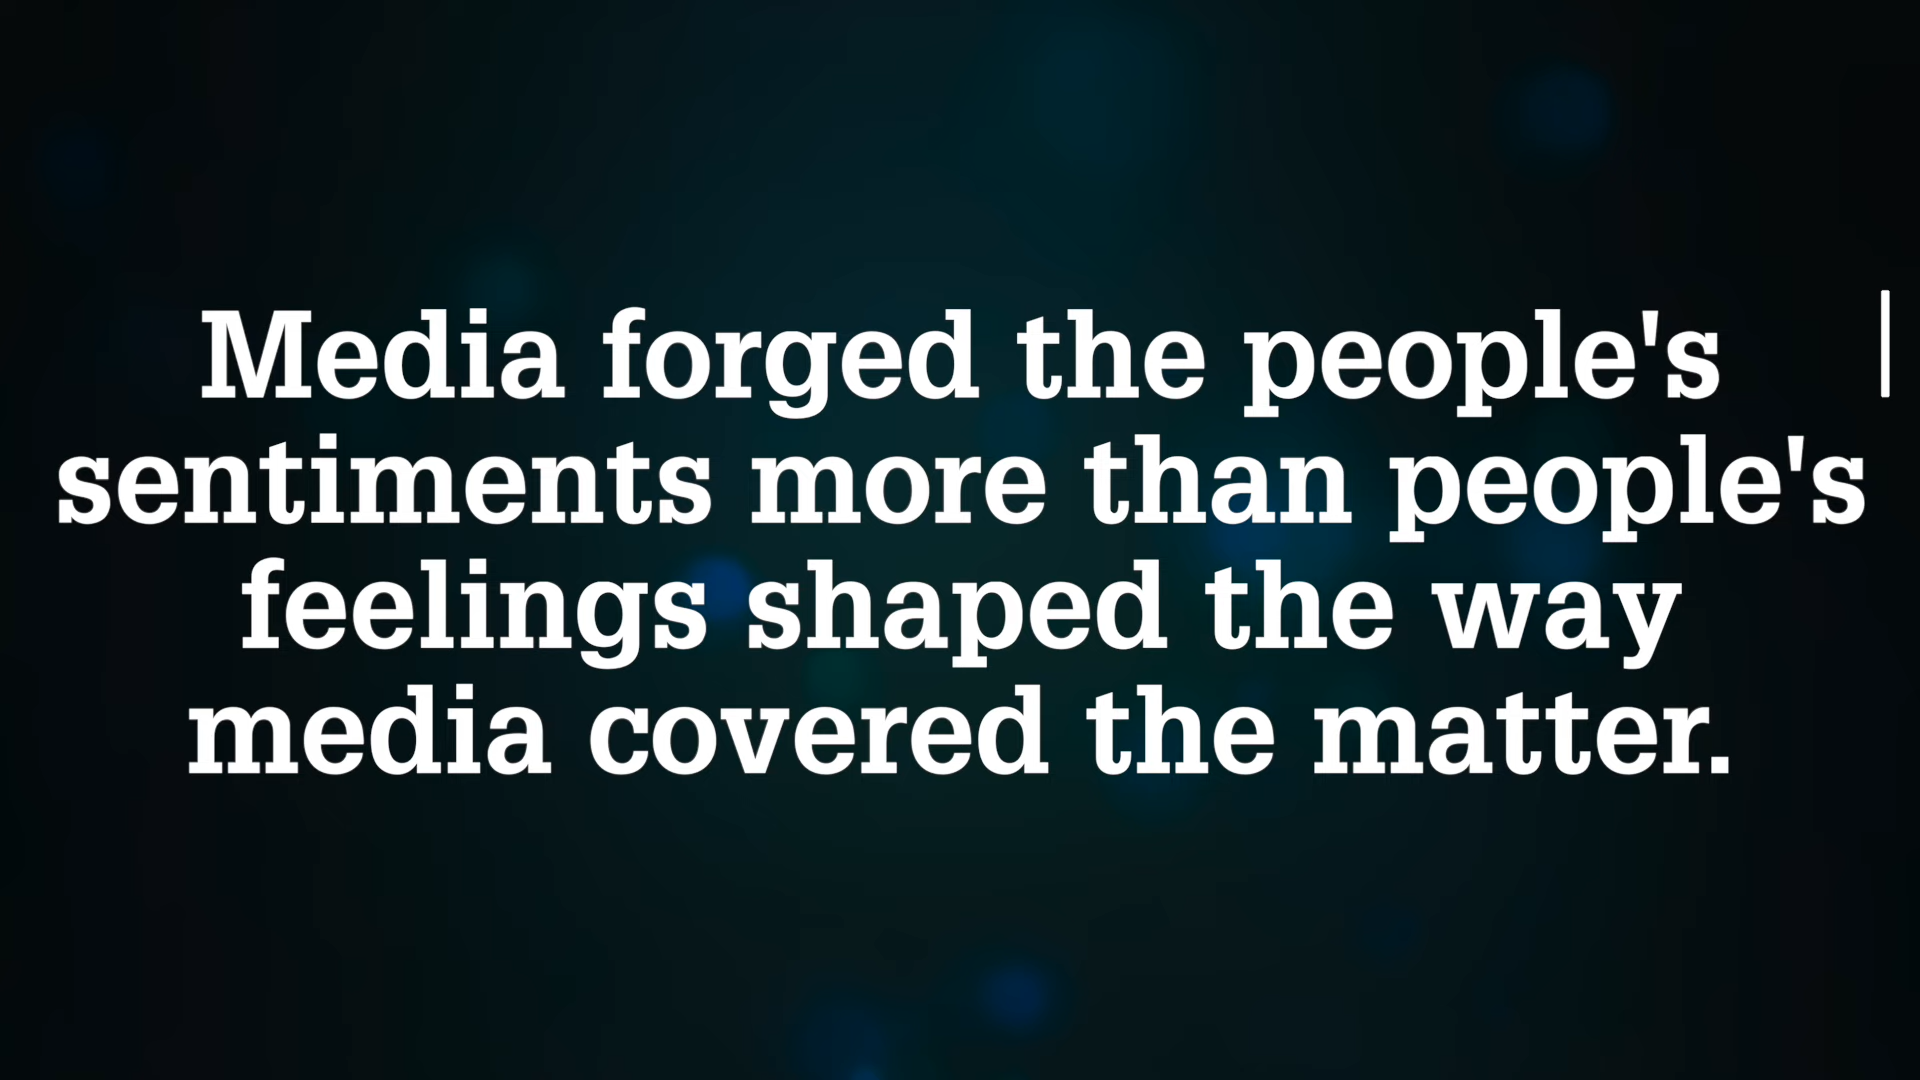 Media forged the people's
sentiments more than people's
feelings shaped the way
media covered the matter.